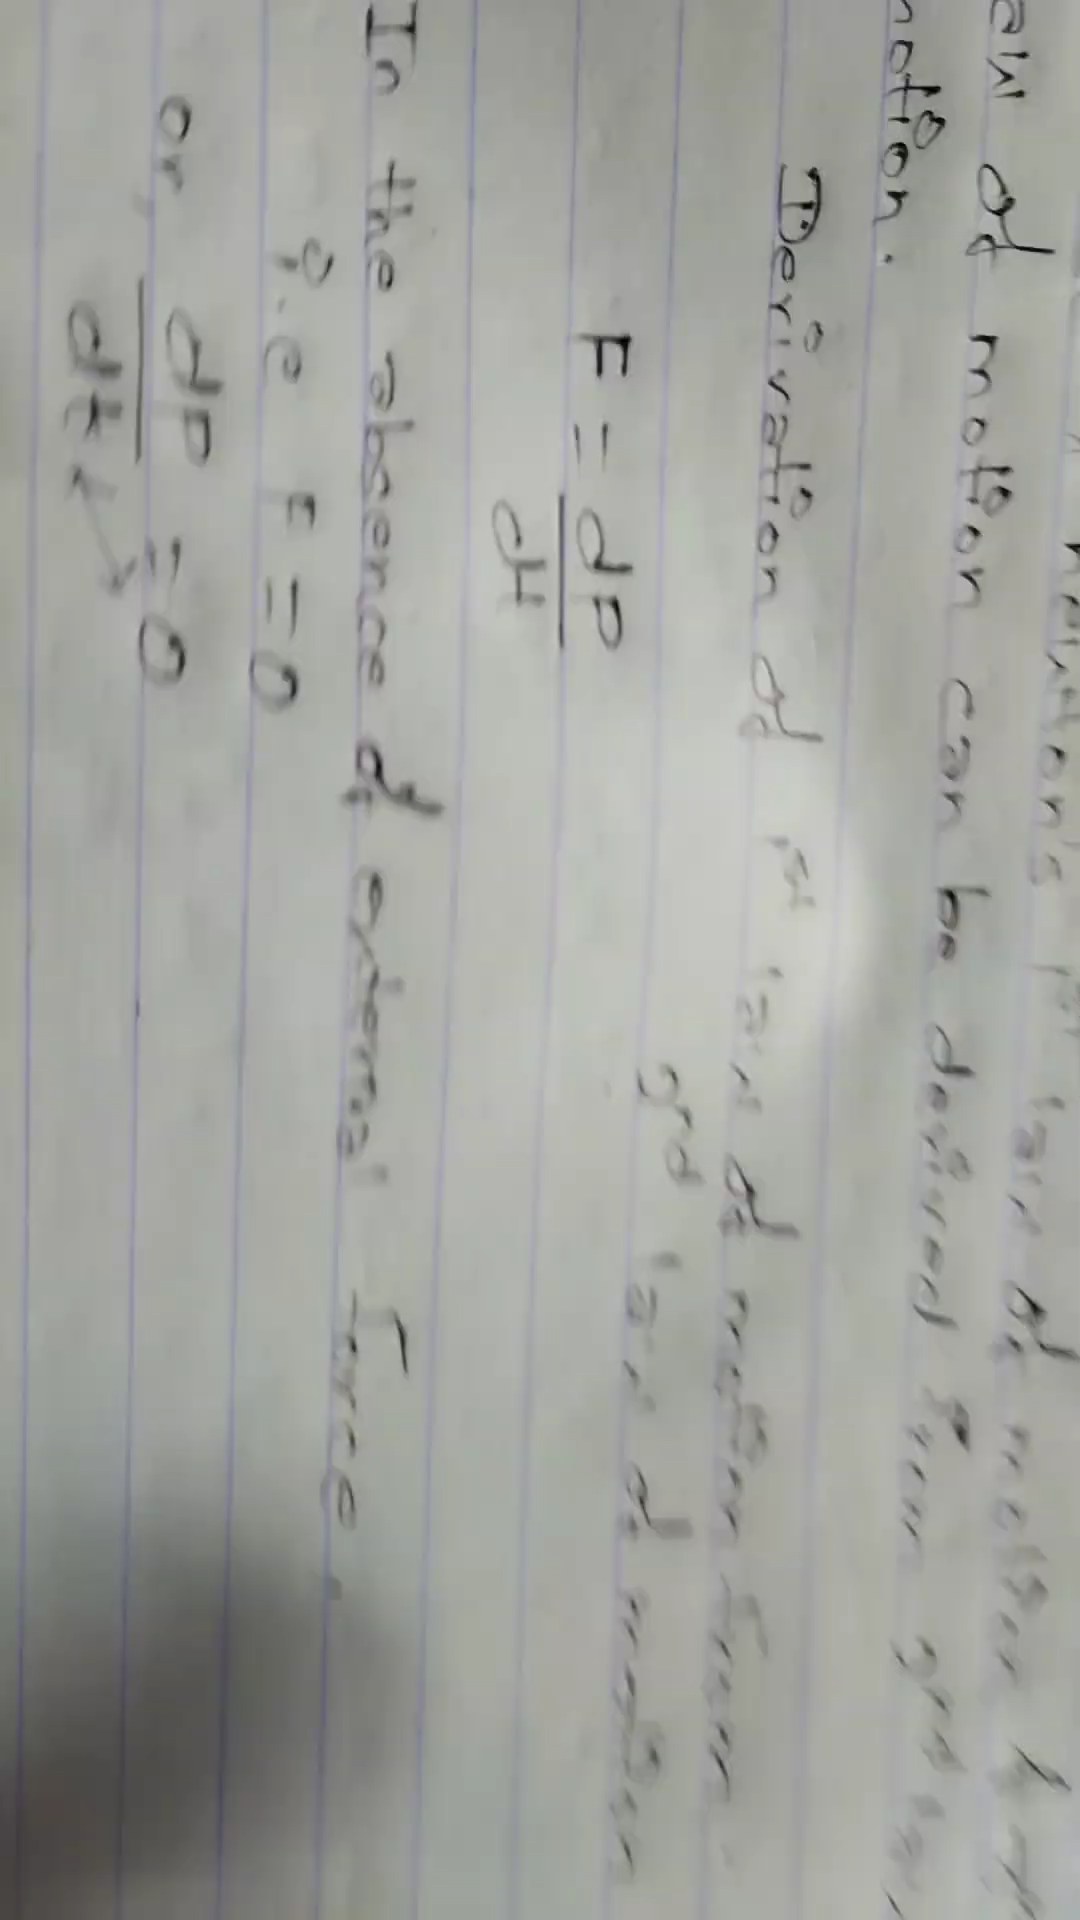 Newton's 1st law of motion &
law of motion can be derived from 2nd
motion.
Derivation of 1st law of motion from
2nd law of motion
F = dP
dt
In the absence of external force.
i.e F = 0
or, dP = 0
dt